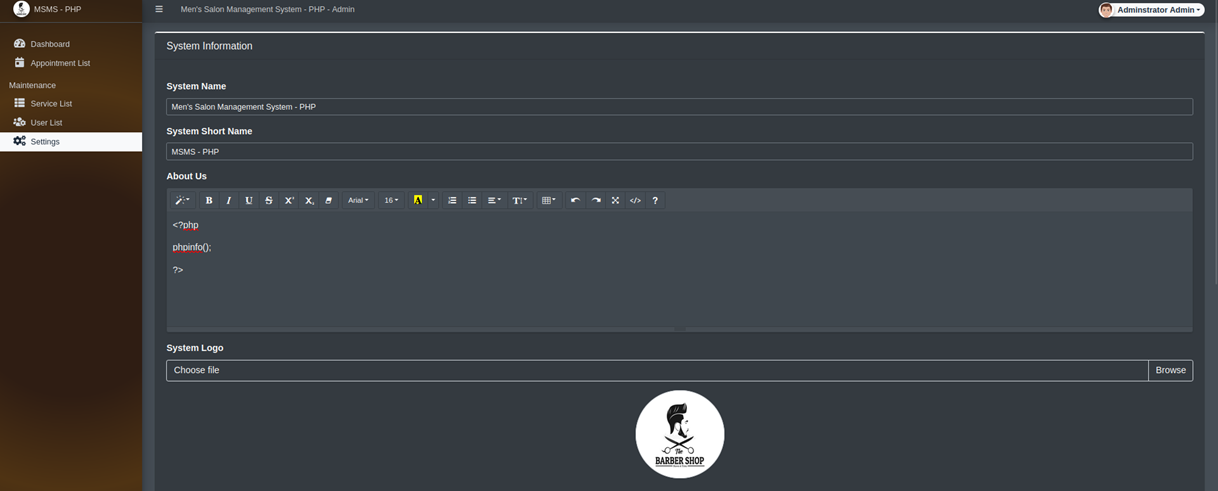 MSMS - PHP
Men's Salon Management System - PHP - Admin
Adminstrator Admin
Dashboard
Appointment List
Maintenance
Service List
User List
Settings
System Information
System Name
Men's Salon Management System - PHP
System Short Name
MSMS - PHP
About Us
B I U S X² X₂ Arial 16 A </> ?
<?php
phpinfo();
?>
System Logo
Choose file
Browse
The
BARBER SHOP